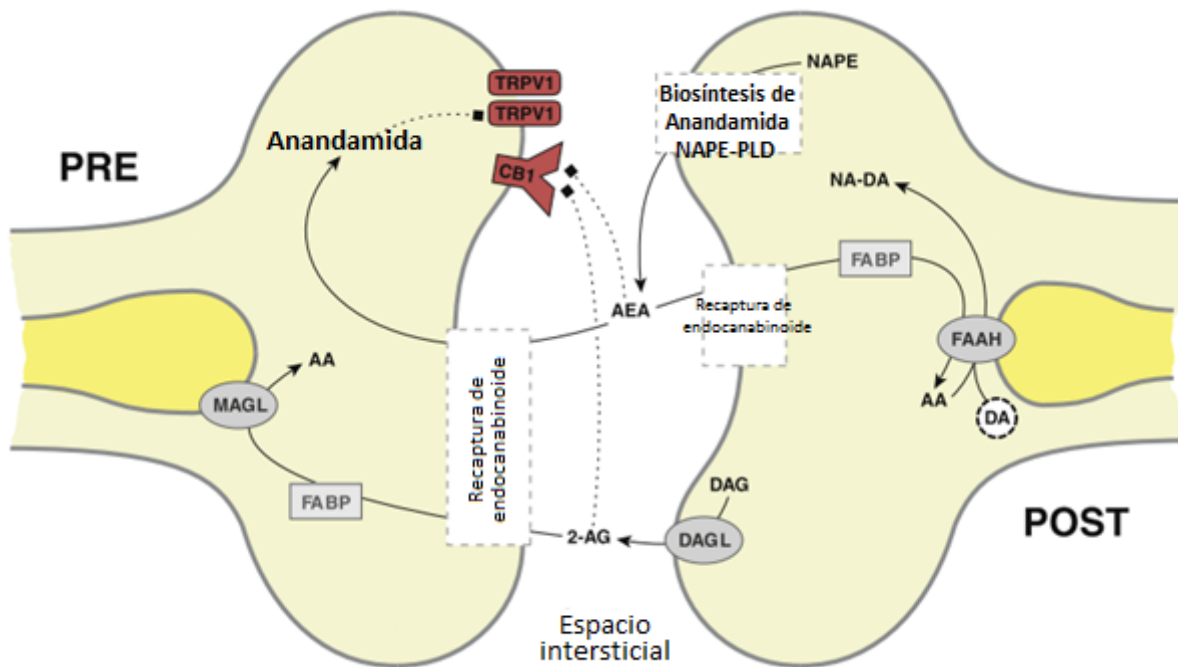 PRE
TRPV1
TRPV1
Anandamida
CB1
NAPE
Biosíntesis de
Anandamida
NAPE-PLD
NA-DA
FABP
AEA
Recaptura de
endocanabinoide
FAAH
AA
DA
AA
MAGL
Recaptura de
endocanabinoide
FABP
2-AG
DAG
DAGL
POST
Espacio
intersticial